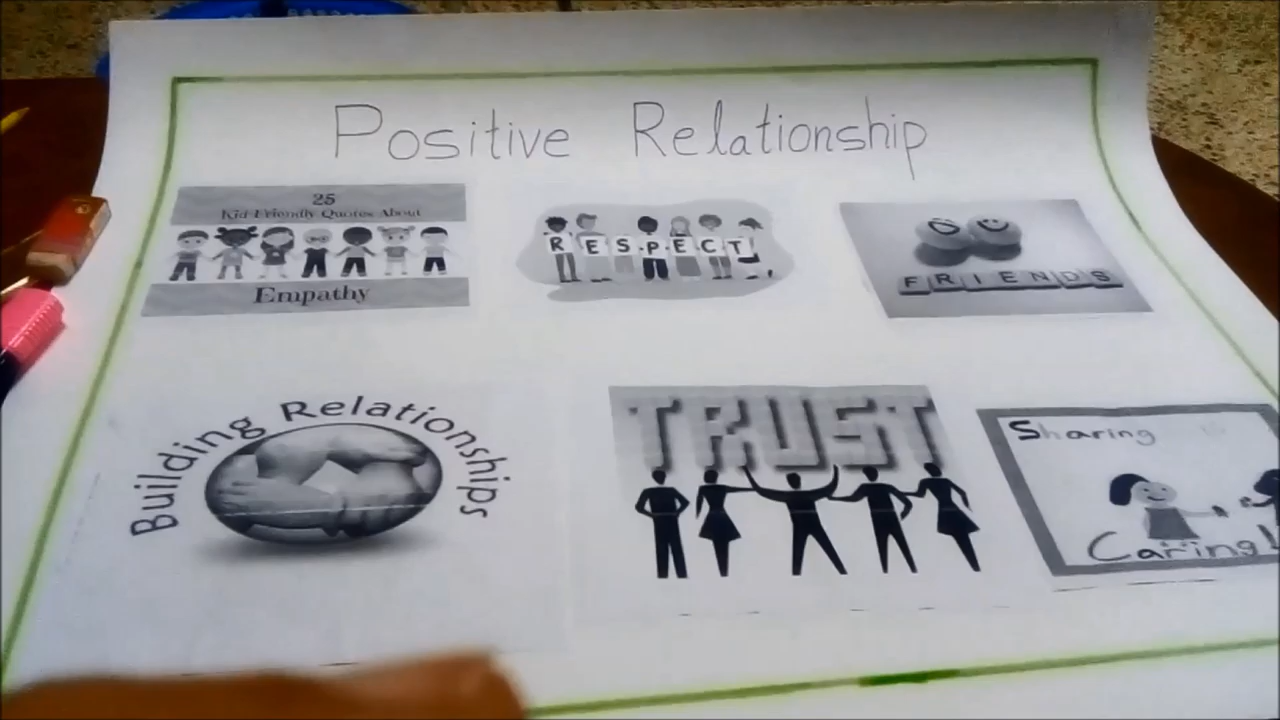 Positive Relationship
25
Kid-Friendly Quotes About
Empathy
RESPECT
FRIENDS
Building Relationships
TRUST
Sharing
Caring!